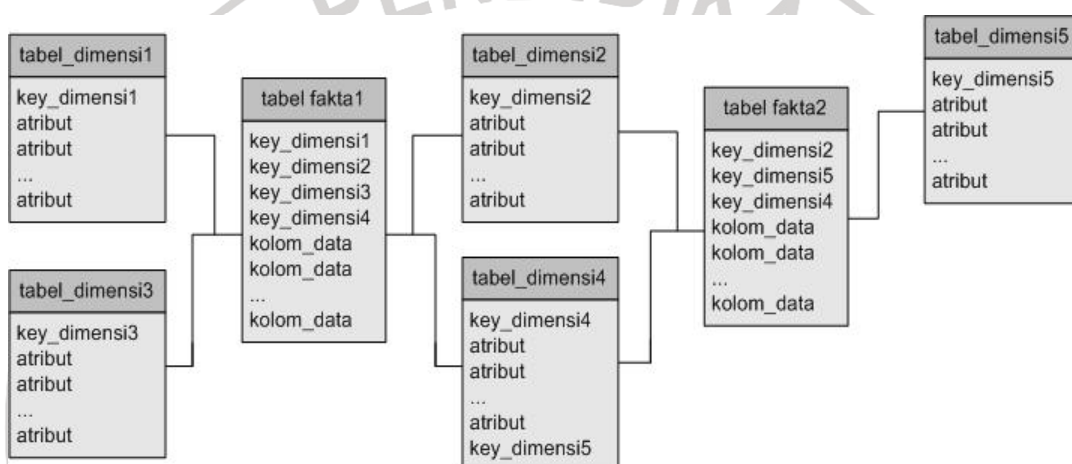 tabel_dimensi1
key_dimensi1
atribut
atribut
...
atribut
tabel_dimensi3
key_dimensi3
atribut
atribut
...
atribut
tabel fakta1
key_dimensi1
key_dimensi2
key_dimensi3
key_dimensi4
kolom_data
kolom_data
...
kolom_data
tabel_dimensi2
key_dimensi2
atribut
atribut
...
atribut
tabel_dimensi4
key_dimensi4
atribut
atribut
...
atribut
key_dimensi5
tabel fakta2
key_dimensi2
key_dimensi5
key_dimensi4
kolom_data
kolom_data
...
kolom_data
tabel_dimensi5
key_dimensi5
atribut
atribut
...
atribut